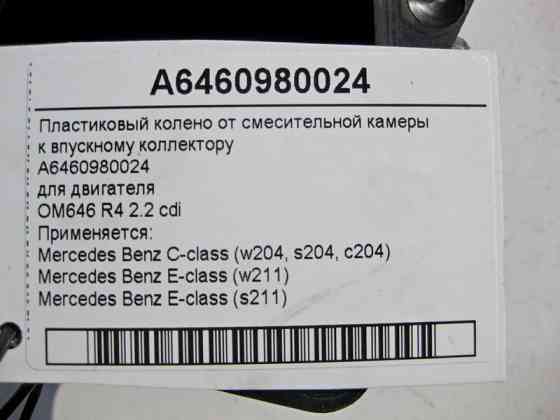 A6460980024
Пластиковый колено от смесительной камеры
к впускному коллектору
A6460980024
для двигателя
OM646 R4 2.2 cdi
Применяется:
Mercedes Benz C-class (w204, s204, c204)
Mercedes Benz E-class (w211)
Mercedes Benz E-class (s211)